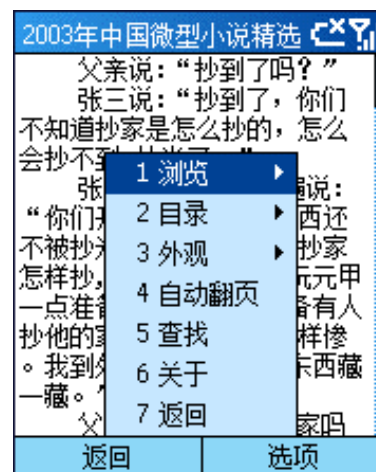 2003年中国微型小说精选
父亲说：“抄到了吗？”
张三说：“抄到了，你们
不知道抄家是怎么抄的，怎么
会抄不到
张 说：
“你们 西还
不被抄 抄家
怎样抄， 元甲
一点准备 备有人
抄他的家 样惨
。我到外 东西藏
一藏。”
父 家吗
1 浏览
2 目录
3 外观
4 自动翻页
5 查找
6 关于
7 返回
返回 选项